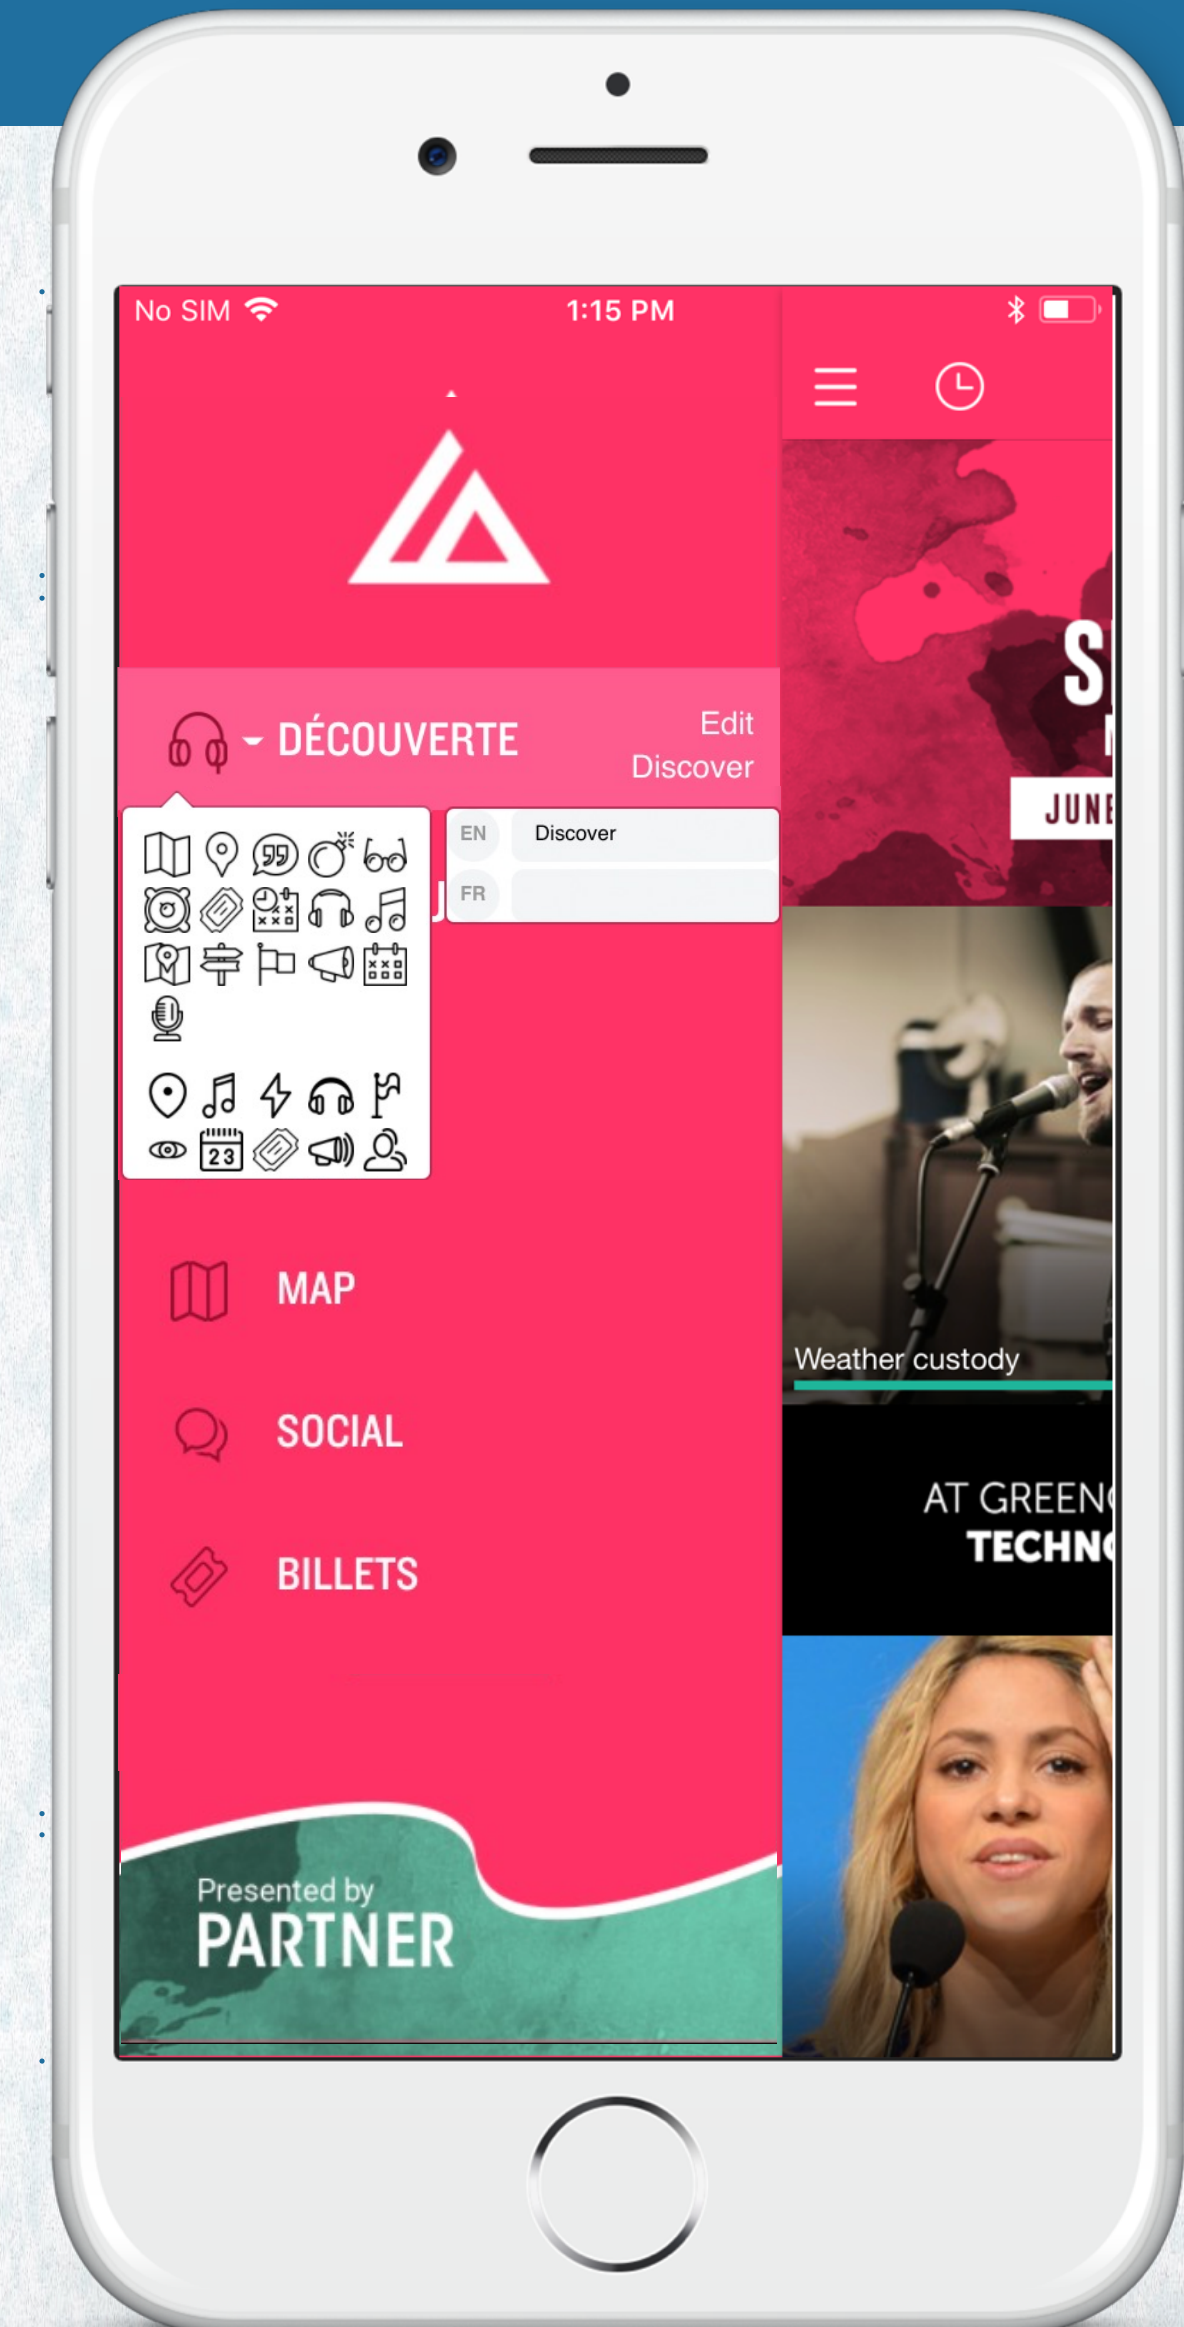 No SIM
1:15 PM
DÉCOUVERTE
Edit
Discover
EN
Discover
FR
23
MAP
SOCIAL
BILLETS
Presented by
PARTNER
JUNE
Weather custody
AT GREEN
TECHN